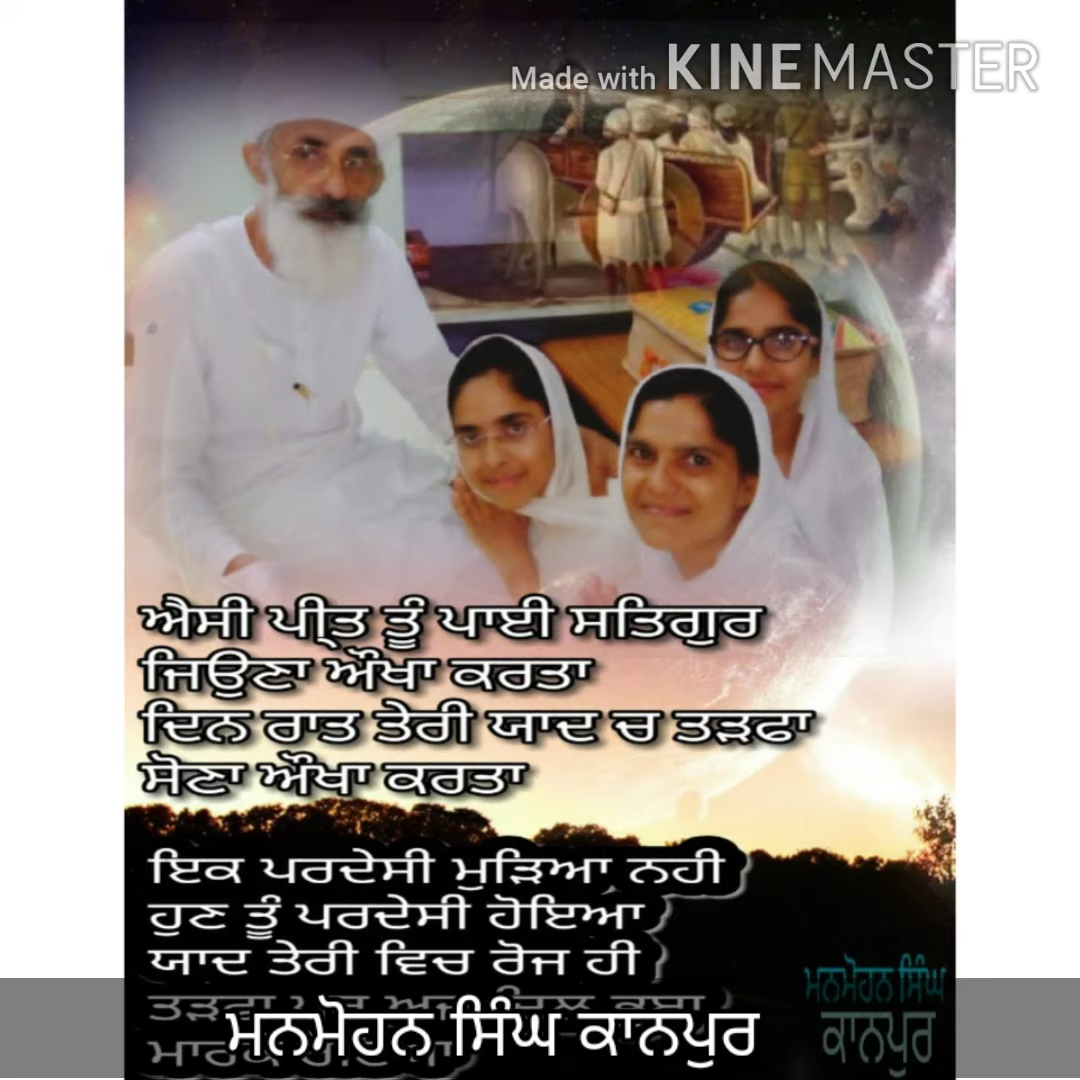 Made with KINEMASTER
ਐਸੀ ਪੀ੍ਤ ਤੂੰ ਪਾਈ ਸਤਿਗੁਰ
ਜਿਉਣਾ ਔਖਾ ਕਰਤਾ
ਦਿਨ ਰਾਤ ਤੇਰੀ ਯਾਦ ਚ ਤੜਫਾ
ਸੋਣਾ ਔਖਾ ਕਰਤਾ
ਇਕ ਪਰਦੇਸੀ ਮੁੜਿਆ ਨਹੀ
ਹੁਣ ਤੂੰ ਪਰਦੇਸੀ ਹੋਇਆ
ਯਾਦ ਤੇਰੀ ਵਿਚ ਰੋਜ ਹੀ
ਮਨਮੋਹਨ ਸਿੰਘ ਕਾਨਪੁਰ
ਮਨਮੋਹਨ ਸਿੰਘ
ਕਾਨਪੁਰ